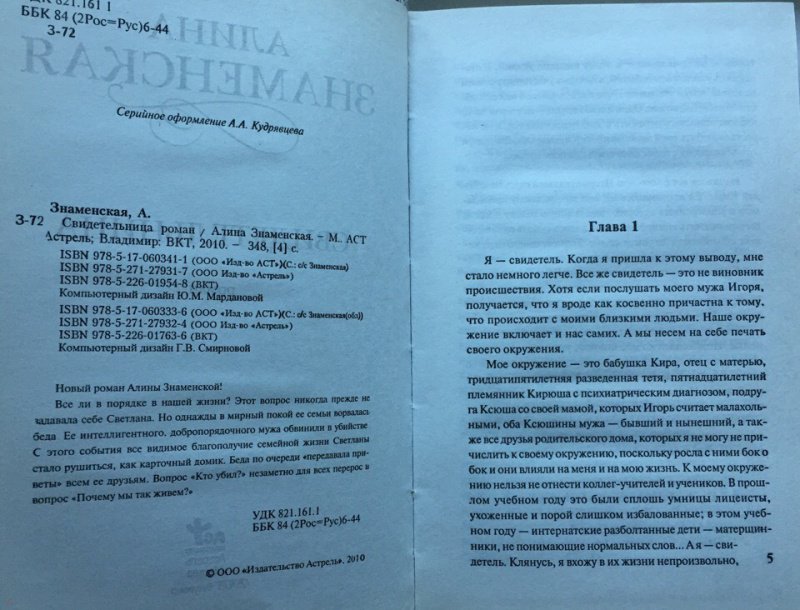 УДК 821.161 1
ББК 84 (2Рос=Рус)6-44
З-72
АЛИНА
ЗНАМЕНСКАЯ
Серийное оформление А.А. Кудрявцева
Знаменская, А.
З-72 Свидетельница роман / Алина Знаменская. – М. АСТ
Астрель; Владимир: ВКТ, 2010. – 348, [4] с.
ISBN 978-5-17-060341-1 (ООО «Изд-во АСТ»)(С.: с/с Знаменская)
ISBN 978-5-271-27931-7 (ООО «Изд-во «Астрель»)
ISBN 978-5-226-01954-8 (ВКТ)
Компьютерный дизайн Ю.М. Мардановой
ISBN 978-5-17-060333-6 (ООО «Изд-во АСТ»)(С.: с/с Знаменская(обл))
ISBN 978-5-271-27932-4 (ООО «Изд-во «Астрель»)
ISBN 978-5-226-01763-6 (ВКТ)
Компьютерный дизайн Г.В. Смирновой
Новый роман Алины Знаменской!
Все ли в порядке в нашей жизни? Этот вопрос никогда прежде не
задавала себе Светлана. Но однажды в мирный покой ее семьи ворвалась
беда Ее интеллигентного. добропорядочного мужа обвинили в убийстве
С этого события все видимое благополучие семейной жизни Светланы
стало рушиться, как карточный домик. Беда по очереди «передавала при-
веты» всем ее друзьям. Вопрос «Кто убил?» незаметно для всех перерос в
вопрос «Почему мы так живем?»
УДК 821.161.1
ББК 84 (2Рос=Рус)6-44
© ООО «Издательство Астрель». 2010
Глава 1
Я – свидетель. Когда я пришла к этому выводу, мне
стало немного легче. Все же свидетель – это не виновник
происшествия. Хотя если послушать моего мужа Игоря,
получается, что я вроде как косвенно причастна к тому,
что происходит с моими близкими людьми. Наше окру-
жение включает и нас самих. А мы несем на себе печать
своего окружения.
Мое окружение – это бабушка Кира, отец с матерью,
тридцатипятилетняя разведенная тетя, пятнадцатилетний
племянник Кирюша с психиатрическим диагнозом, подру-
га Ксюша со своей мамой, которых Игорь считает малахоль-
ными, оба Ксюшины мужа – бывший и нынешний, а так-
же все друзья родительского дома, которых я не могу не при-
числить к своему окружению, поскольку росла с ними бок о
бок и они влияли на меня и на мою жизнь. К моему окруже-
нию нельзя не отнести коллег-учителей и учеников. В про-
шлом учебном году это были сплошь умницы лицеисты,
ухоженные и порой слишком избалованные; в этом учеб-
ном году – интернатские разболтанные дети – матерщин-
ники, не понимающие нормальных слов... А я – сви-
детель. Клянусь, я вхожу в их жизни непроизвольно,
5